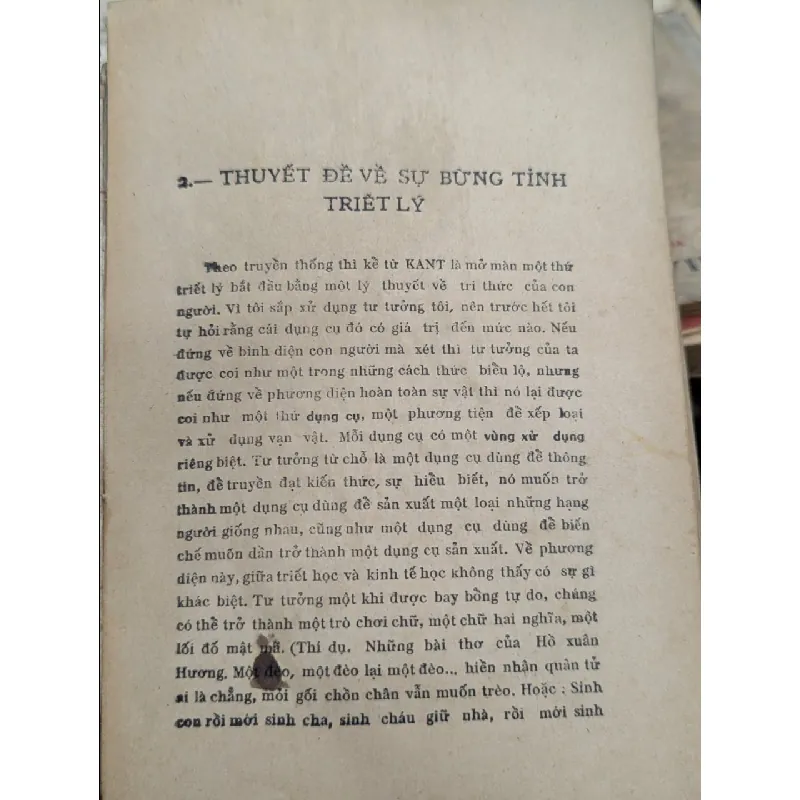 2.— THUYẾT ĐỀ VỀ SỰ BỪNG TỈNH
TRIẾT LÝ
Theo truyền thống thì kể từ KANT là mở màn một thứ
triết lý bắt đầu bằng một lý thuyết về tri thức của con
người. Vì tôi sắp xử dụng tư tưởng tôi, nên trước hết tôi
tự hỏi rằng cái dụng cụ đó có giá trị đến mức nào. Nếu
đứng về bình diện con người mà xét thì tư tưởng của ta
được coi như một trong những cách thức biểu lộ, nhưng
nếu đứng về phương diện hoàn toàn sự vật thì nó lại được
coi như một thứ dụng cụ, một phương tiện để xếp loại
và xử dụng vạn vật. Mỗi dụng cụ có một vùng xử dụng
riêng biệt. Tư tưởng từ chỗ là một dụng cụ dùng để thông
tin, để truyền đạt kiến thức, sự hiểu biết, nó muốn trở
thành một dụng cụ dùng để sản xuất một loại những hạng
người giống nhau, cũng như một dụng cụ dùng để biến
chế muốn dần trở thành một dụng cụ sản xuất. Về phương
diện này, giữa triết học và kinh tế học không thấy có sự gì
khác biệt. Tư tưởng một khi được bay bổng tự do, chúng
có thể trở thành một trò chơi chữ, một chữ hai nghĩa, một
lối đố mật mã. (Thí dụ. Những bài thơ của Hồ xuân
Hương. Một đèo, một đèo lại một đèo... hiền nhân quân tử
ai là chẳng, mỏi gối chồn chân vẫn muốn trèo. Hoặc : Sinh
con rồi mới sinh cha, sinh cháu giữ nhà, rồi mới sinh